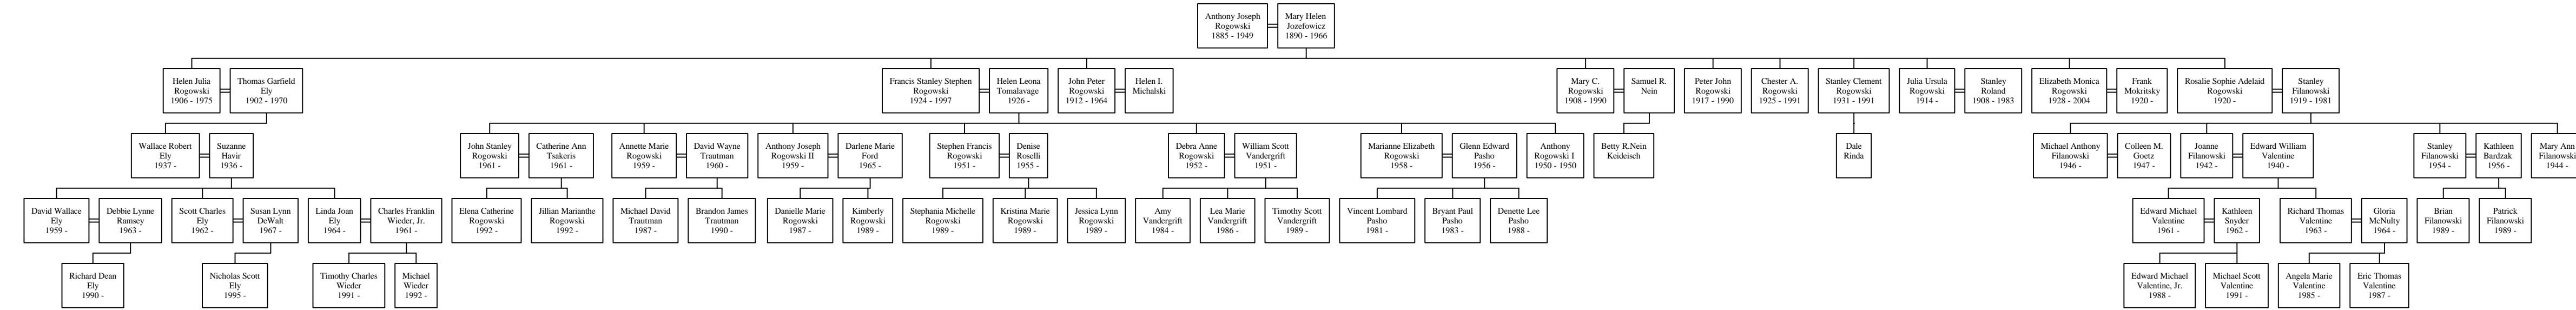 Anthony Joseph
Rogowski
1885 - 1949
Mary Helen
Jozefowicz
1890 - 1966
Helen Julia
Rogowski
1906 - 1975
Thomas Garfield
Ely
1902 - 1970
Francis Stanley Stephen
Rogowski
1924 - 1997
Helen Leona
Tomalavage
1926 -
John Peter
Rogowski
1912 - 1964
Helen I.
Michalski
Mary C.
Rogowski
1908 - 1990
Samuel R.
Nein
Peter John
Rogowski
1917 - 1990
Chester A.
Rogowski
1925 - 1991
Stanley Clement
Rogowski
1931 - 1991
Julia Ursula
Rogowski
1914 -
Stanley
Roland
1908 - 1983
Elizabeth Monica
Rogowski
1928 - 2004
Frank
Mokritsky
1920 -
Rosalie Sophie Adelaid
Rogowski
1920 -
Stanley
Filanowski
1919 - 1981
Wallace Robert
Ely
1937 -
Suzanne
Havir
1936 -
John Stanley
Rogowski
1961 -
Catherine Ann
Tsakeris
1961 -
Annette Marie
Rogowski
1959 -
David Wayne
Trautman
1960 -
Anthony Joseph
Rogowski II
1959 -
Darlene Marie
Ford
1965 -
Stephen Francis
Rogowski
1951 -
Denise
Roselli
1955 -
Debra Anne
Rogowski
1952 -
William Scott
Vandergrift
1951 -
Marianne Elizabeth
Rogowski
1958 -
Glenn Edward
Pasho
1956 -
Anthony
Rogowski I
1950 - 1950
Betty R.Nein
Keideisch
Dale
Rinda
Michael Anthony
Filanowski
1946 -
Colleen M.
Goetz
1947 -
Joanne
Filanowski
1942 -
Edward William
Valentine
1940 -
Stanley
Filanowski
1954 -
Kathleen
Bardzak
1956 -
Mary Ann
Filanowski
1944 -
David Wallace
Ely
1959 -
Debbie Lynne
Ramsey
1963 -
Scott Charles
Ely
1962 -
Susan Lynn
DeWalt
1967 -
Linda Joan
Ely
1964 -
Charles Franklin
Wieder, Jr.
1961 -
Elena Catherine
Rogowski
1992 -
Jillian Marianthe
Rogowski
1992 -
Michael David
Trautman
1987 -
Brandon James
Trautman
1990 -
Danielle Marie
Rogowski
1987 -
Kimberly
Rogowski
1989 -
Stephania Michelle
Rogowski
1989 -
Kristina Marie
Rogowski
1989 -
Jessica Lynn
Rogowski
1989 -
Amy
Vandergrift
1984 -
Lea Marie
Vandergrift
1986 -
Timothy Scott
Vandergrift
1989 -
Vincent Lombard
Pasho
1981 -
Bryant Paul
Pasho
1983 -
Denette Lee
Pasho
1988 -
Edward Michael
Valentine
1961 -
Kathleen
Snyder
1962 -
Richard Thomas
Valentine
1963 -
Gloria
McNulty
1964 -
Brian
Filanowski
1989 -
Patrick
Filanowski
1989 -
Richard Dean
Ely
1990 -
Nicholas Scott
Ely
1995 -
Timothy Charles
Wieder
1991 -
Michael
Wieder
1992 -
Edward Michael
Valentine, Jr.
1988 -
Michael Scott
Valentine
1991 -
Angela Marie
Valentine
1985 -
Eric Thomas
Valentine
1987 -